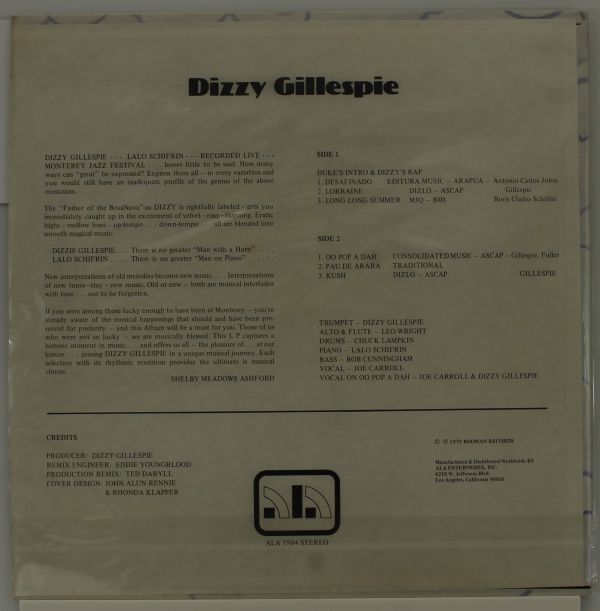 Dizzy Gillespie
DIZZY GILLESPIE - - - LALO SCHIFRIN - - - RECORDED LIVE - - -
MONTEREY JAZZ FESTIVAL . . . leaves little to be said. How many
ways can "great" be expressed? Express them all — in every variation and
you would still have an inadequate profile of the genius of the above
musicians.
The "Father of the BosaNova"-as DIZZY is rightfully labeled - gets you
immediately caught up in the excitement of velvet - easy - listening. Eratic
highs - mellow lows - up-tempo . . . down-tempo . . . all are blended into
smooth magical music.
DIZZIE GILLESPIE . . . There is no greater "Man with a Horn" . . . .
LALO SCHIFRIN . . . . . There is no greater "Man on Piano" . . . . .
New interpretations of old melodies become new music. . . Interpretations
of new tunes-stay - new music. Old or new — both are musical interludes
with time . . . not to be forgotten.
If you were among those lucky enough to have been at Monterey — you're
already aware of the musical happenings that should and have been pre-
served for posterity — and this Album will be a must for you. Those of us
who were not so lucky — we are musically blessed. This L P captures a
historic moment in music . . . and offers us all — the pleasure of . . . at our
leisure . . . joining DIZZY GILLESPIE in a unique musical journey. Each
selection with its rhythmic rendition provides the ultimate is musical
climax.
SHELBY MEADOWS ASHFORD
SIDE 1
DUKE'S INTRO & DIZZY'S RAP
1. DESAFINADO EDITURA MUSIC — ARAPUA — Antonio Carlos Jobin
2. LORRAINE DIZLO — ASCAP Gillespie
3. LONG LONG SUMMER MJQ — BMI Boris Cladio Schifrin
SIDE 2
1. OO POP A DAH CONSOLIDATED MUSIC — ASCAP — Gillespie, Fuller
2. PAU DE ARARA TRADITIONAL
3. KUSH DIZLO — ASCAP GILLESPIE
TRUMPET — DIZZY GILLESPIE
ALTO & FLUTE — LEO WRIGHT
DRUMS — CHUCK LAMPKIN
PIANO — LALO SCHIFRIN
BASS — BOB CUNNINGHAM
VOCAL — JOE CARROLL
VOCAL ON OO POP A DAH — JOE CARROLL & DIZZY GILLESPIE
CREDITS
PRODUCER: DIZZY GILLESPIE
REMIX ENGINEER: EDDIE YOUNGBLOOD
PRODUCTION REMIX: TED DARYLL
COVER DESIGN: JOHN ALUN RENNIE
& RHONDA KLAPPER
© ℗ 1979 BOOMAN RECORDS
Manufactured & Distributed Worldwide BY
ALA ENTERPRISES, INC.
4218 W. Jefferson Blvd.
Los Angeles, California 90016
ALA
ALA 1984 STEREO